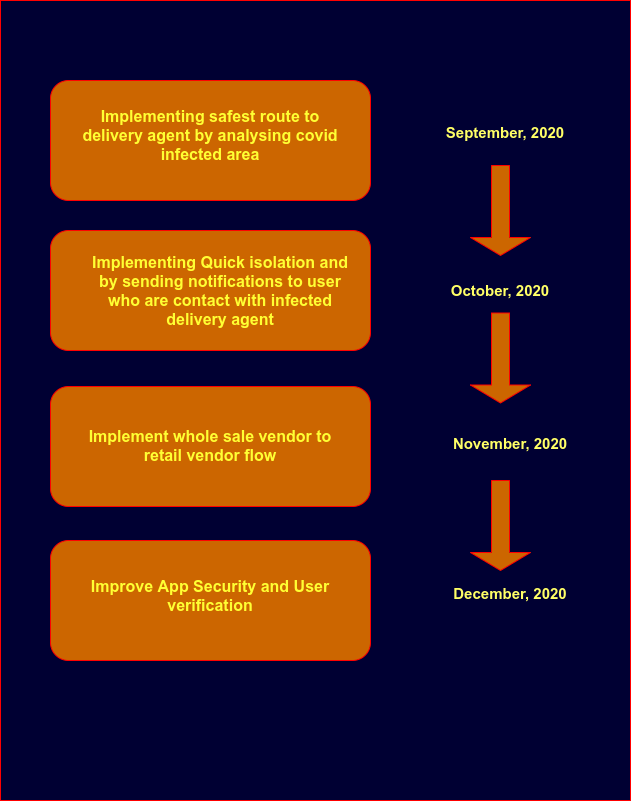 Implementing safest route to
delivery agent by analysing covid
infected area
September, 2020
Implementing Quick isolation and
by sending notifications to user
who are contact with infected
delivery agent
October, 2020
Implement whole sale vendor to
retail vendor flow
November, 2020
Improve App Security and User
verification
December, 2020